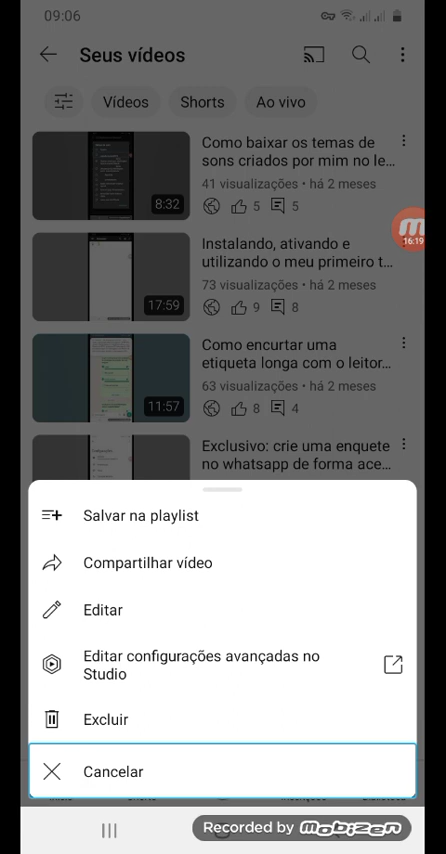 09:06
Seus vídeos
Vídeos
Shorts
Ao vivo
Como baixar os temas de
sons criados por mim no le...
41 visualizações • há 2 meses
5
5
8:32
16:19
Instalando, ativando e
utilizando o meu primeiro t...
73 visualizações • há 2 meses
9
8
17:59
Como encurtar uma
etiqueta longa com o leitor...
63 visualizações • há 2 meses
8
4
11:57
Exclusivo: crie uma enquete
no whatsapp de forma ace...
Salvar na playlist
Compartilhar vídeo
Editar
Editar configurações avançadas no
Studio
Excluir
Cancelar
Recorded by Mobizen